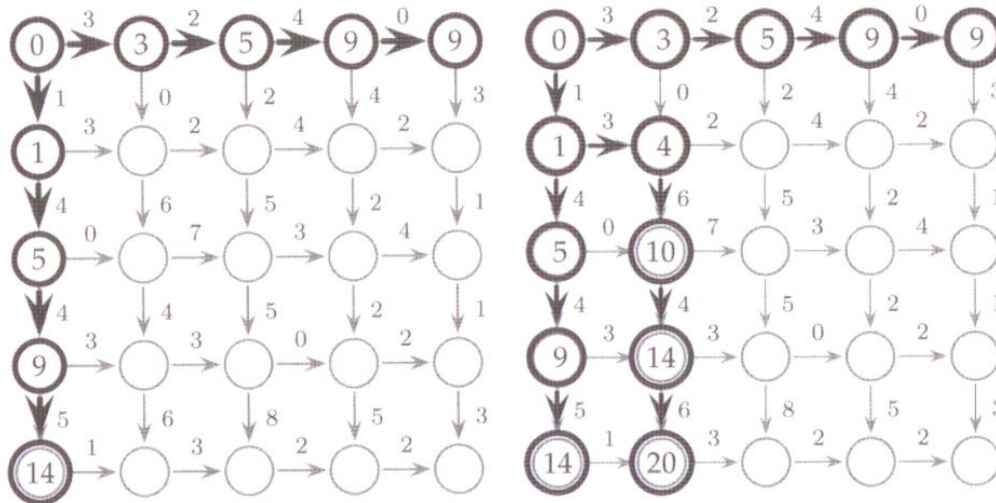 3 2 4 0
0 3 5 9 9
1 0 2 4 3
3 2 4 2
1
4 6 5 2 1
0 7 3 4
5
4 4 5 2 1
3 3 0 2
9
5 6 8 5 3
1 3 2 2
14
3 2 4 0
0 3 5 9 9
1 0 2 4 3
3 2 4 2
1 4
4 6 5 2 1
0 7 3 4
5 10
4 4 5 2 1
3 3 0 2
9 14
5 6 8 5 3
1 3 2 2
14 20